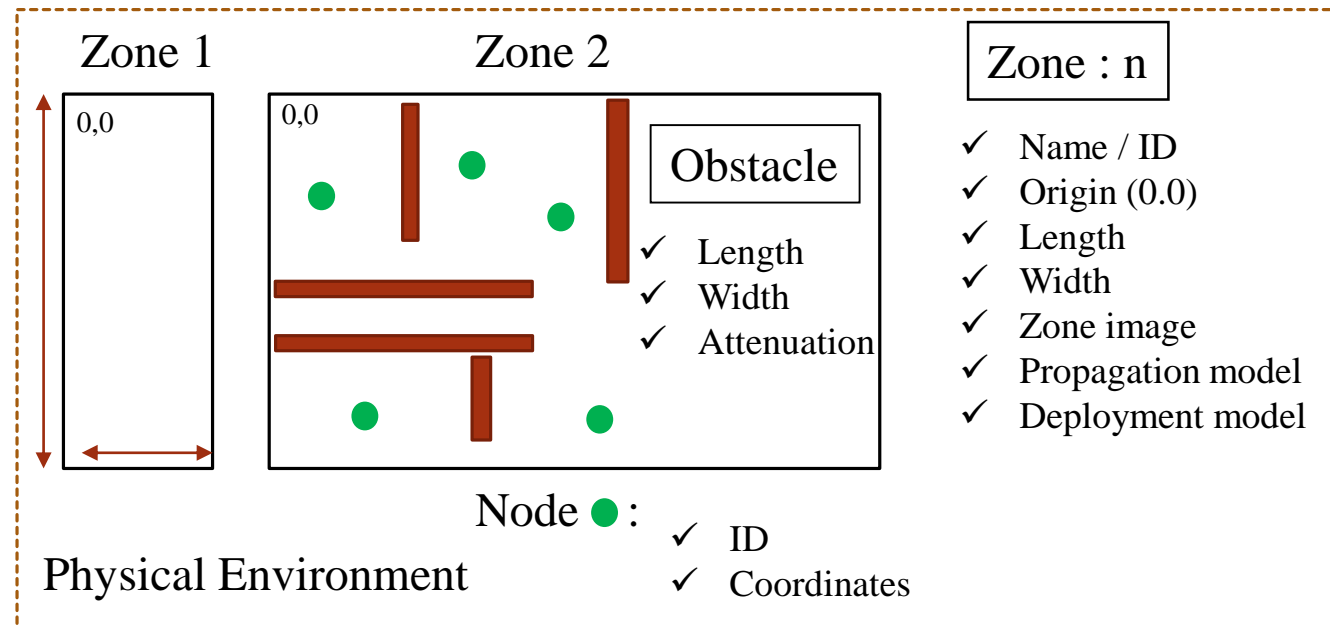 Zone 1
0,0
Zone 2
0,0
Obstacle
✓ Length
✓ Width
✓ Attenuation
Zone : n
✓ Name / ID
✓ Origin (0.0)
✓ Length
✓ Width
✓ Zone image
✓ Propagation model
✓ Deployment model
Node :
✓ ID
✓ Coordinates
Physical Environment